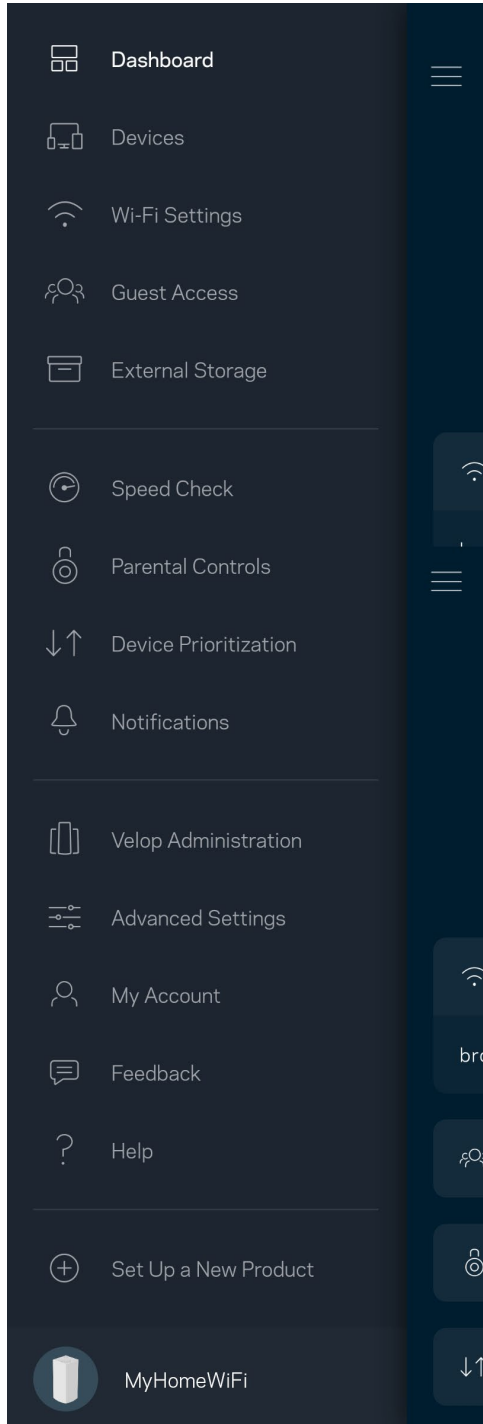 Dashboard
Devices
Wi-Fi Settings
Guest Access
External Storage
Speed Check
Parental Controls
Device Prioritization
Notifications
Velop Administration
Advanced Settings
My Account
Feedback
Help
Set Up a New Product
MyHomeWiFi